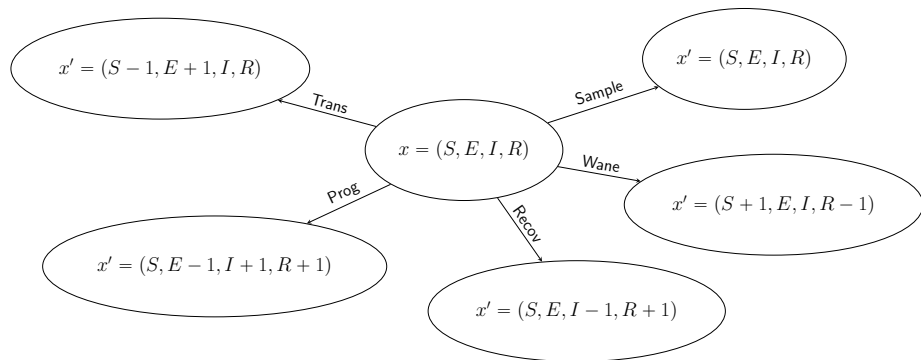 x′ = (S − 1, E + 1, I, R)
x′ = (S, E, I, R)
Trans
Sample
x = (S, E, I, R)
Wane
Prog
x′ = (S + 1, E, I, R − 1)
Recov
x′ = (S, E − 1, I + 1, R + 1)
x′ = (S, E, I − 1, R + 1)